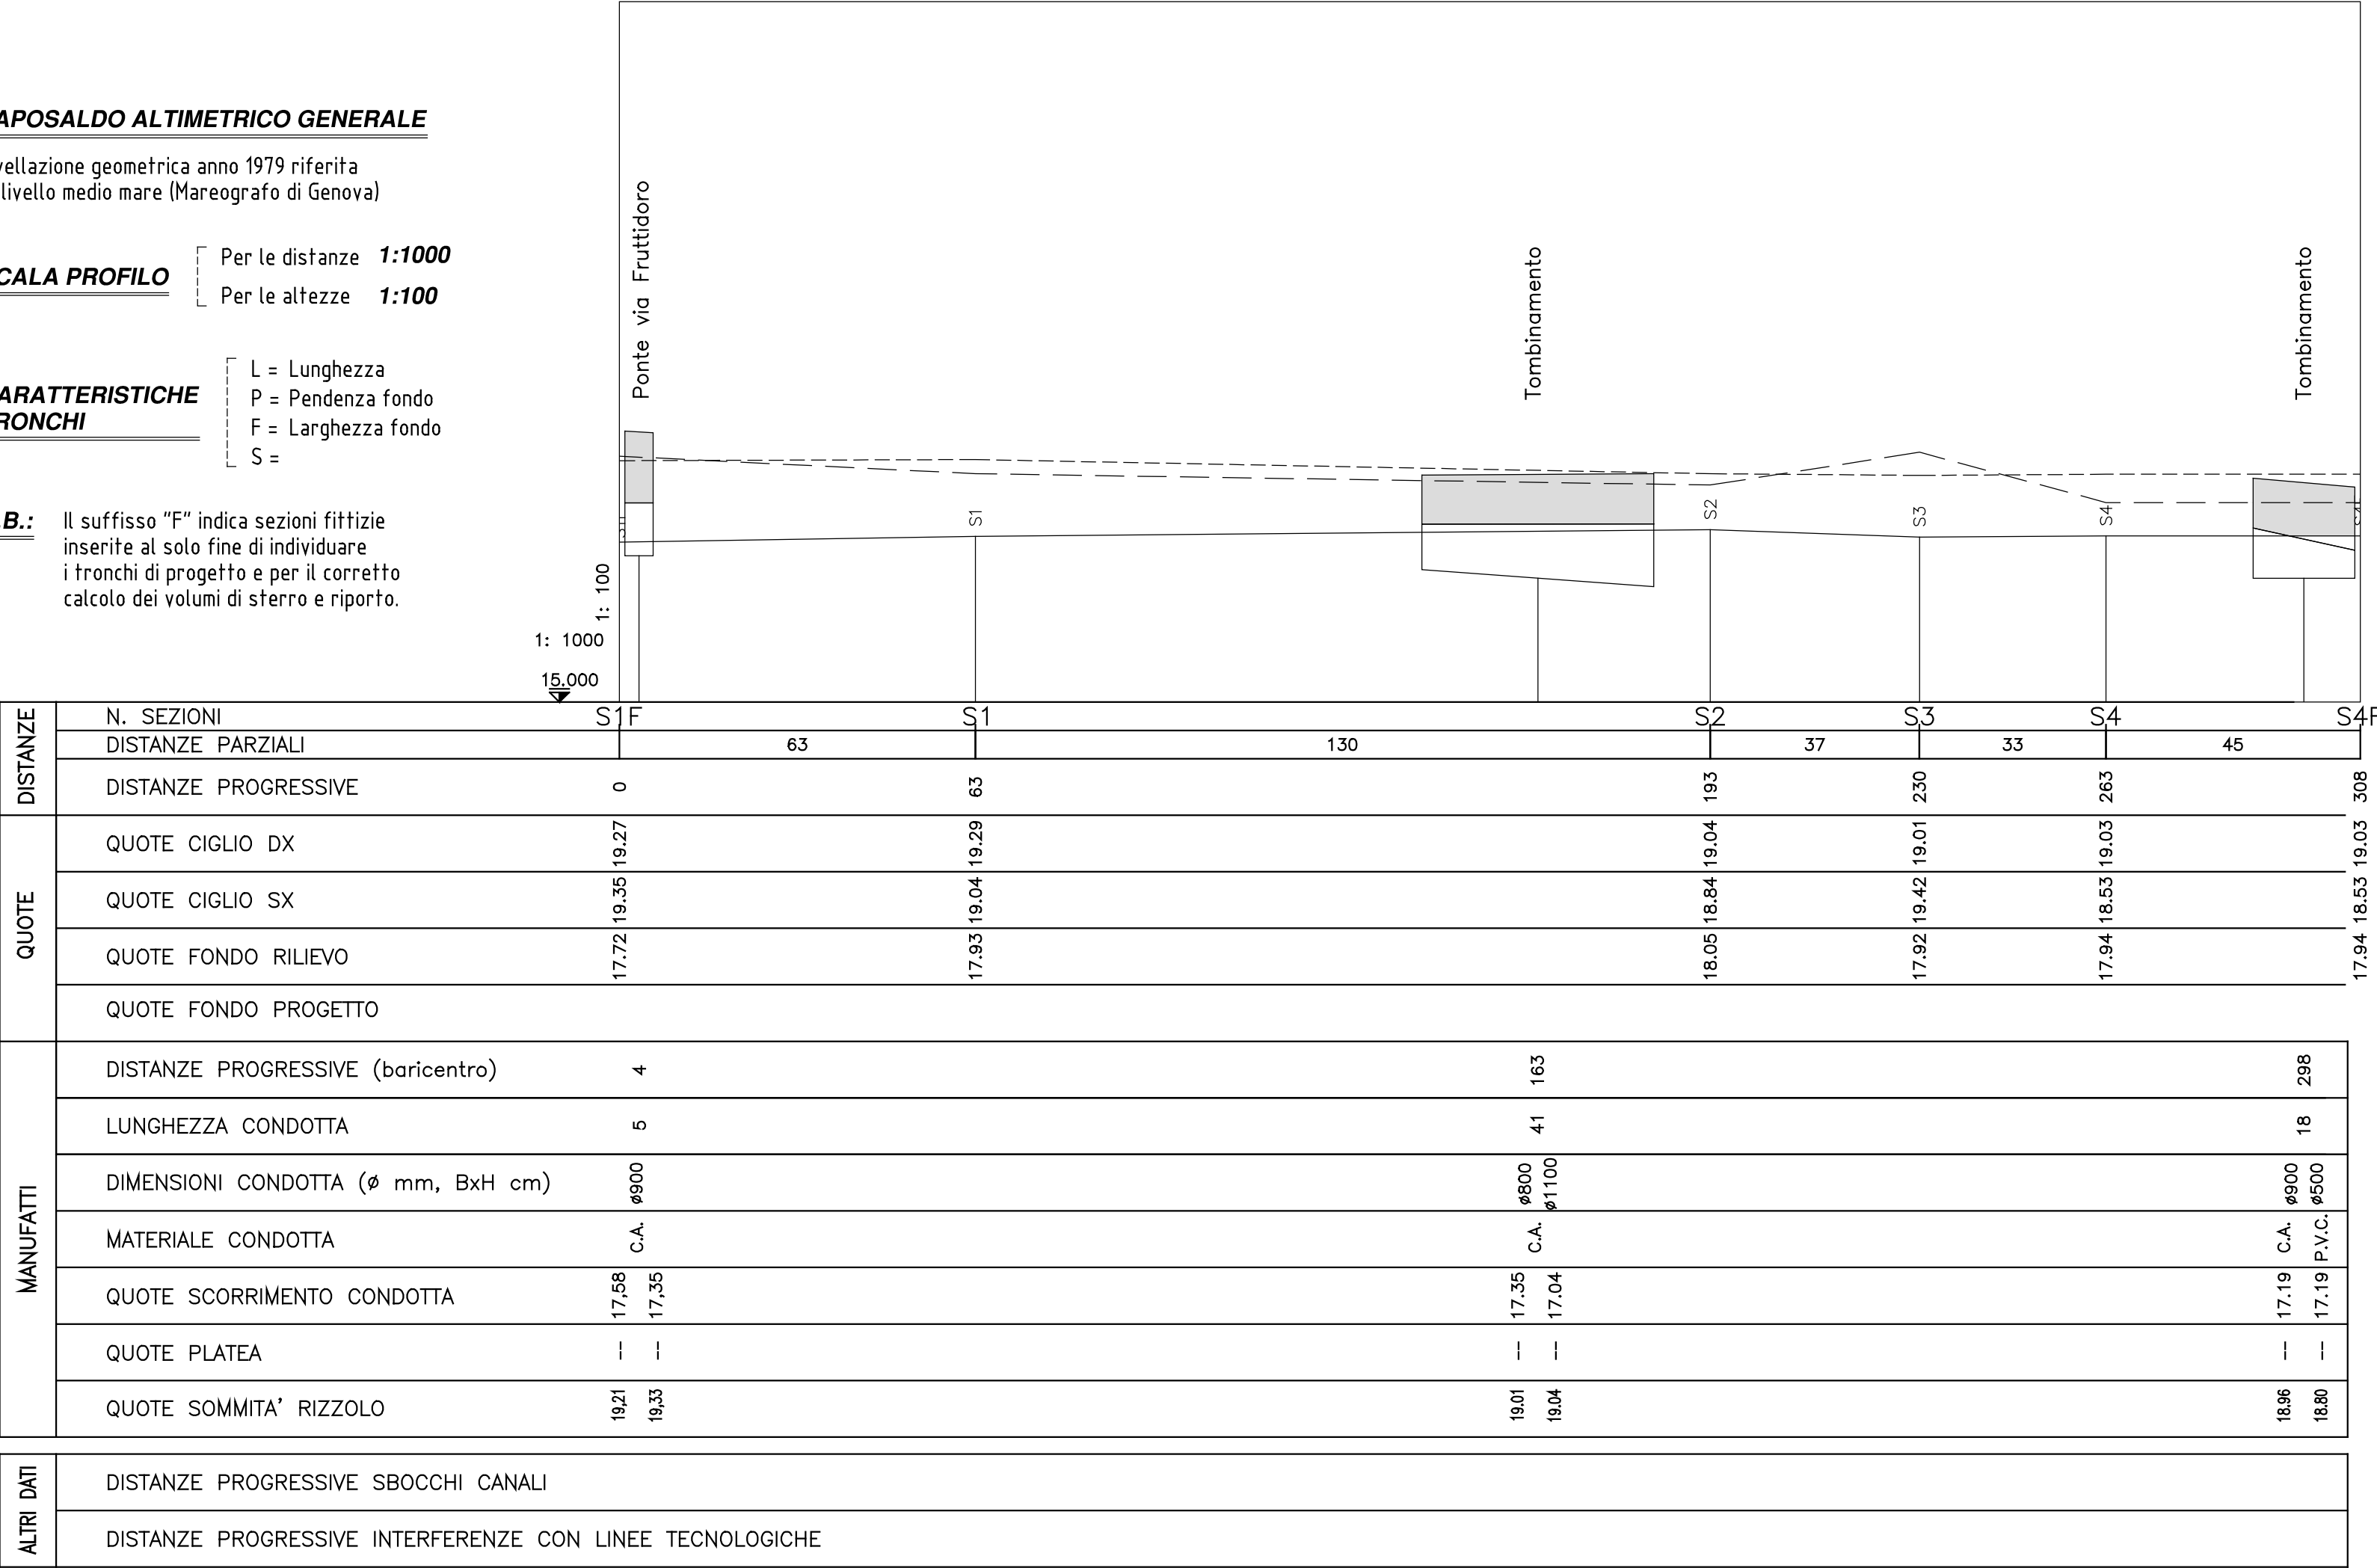 APOSALDO ALTIMETRICO GENERALE
vellazione geometrica anno 1979 riferita
livello medio mare (Mareografo di Genova)
CALA PROFILO
Per le distanze 1:1000
Per le altezze 1:100
ARATTERISTICHE
RONCHI
L = Lunghezza
P = Pendenza fondo
F = Larghezza fondo
S =
.B.: Il suffisso "F" indica sezioni fittizie
inserite al solo fine di individuare
i tronchi di progetto e per il corretto
calcolo dei volumi di sterro e riporto.
1: 100
1: 1000
15.000
Ponte via Fruttidoro
Tombinamento
Tombinamento
S1
S2
S3
S4
DISTANZE
N. SEZIONI S1F S1 S2 S3 S4 S4F
DISTANZE PARZIALI 63 130 37 33 45
DISTANZE PROGRESSIVE 0 63 193 230 263 308
QUOTE
QUOTE CIGLIO DX 19.27 19.29 19.04 19.01 19.03 19.03
QUOTE CIGLIO SX 19.35 19.04 18.84 19.42 18.53 18.53
QUOTE FONDO RILIEVO 17.72 17.93 18.05 17.92 17.94 17.94
QUOTE FONDO PROGETTO
MANUFATTI
DISTANZE PROGRESSIVE (baricentro) 4 163 298
LUNGHEZZA CONDOTTA 5 41 18
DIMENSIONI CONDOTTA (ø mm, BxH cm) ø900 ø800 ø1100 ø900 ø500
MATERIALE CONDOTTA C.A. C.A. C.A. P.V.C.
QUOTE SCORRIMENTO CONDOTTA 17,58 17,35 17.35 17.04 17.19 17.19
QUOTE PLATEA -- -- -- -- -- --
QUOTE SOMMITA' RIZZOLO 19,21 19,33 19.01 19.04 18.96 18.80
ALTRI DATI
DISTANZE PROGRESSIVE SBOCCHI CANALI
DISTANZE PROGRESSIVE INTERFERENZE CON LINEE TECNOLOGICHE